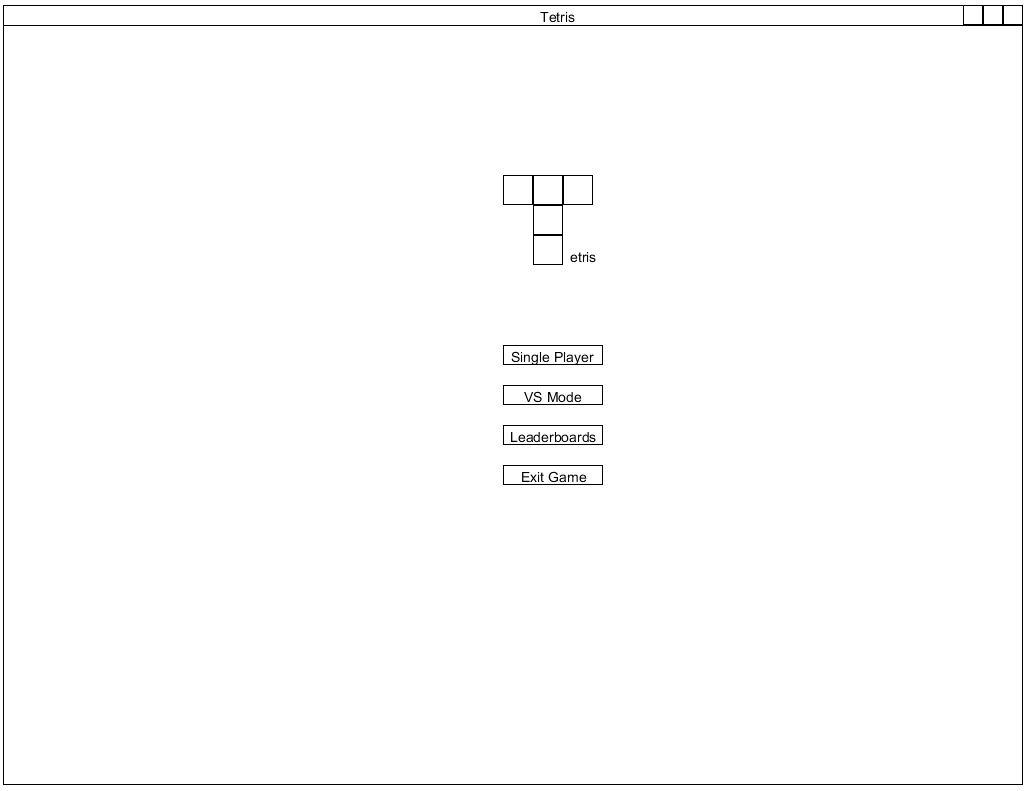 Tetris
etris
Single Player
VS Mode
Leaderboards
Exit Game